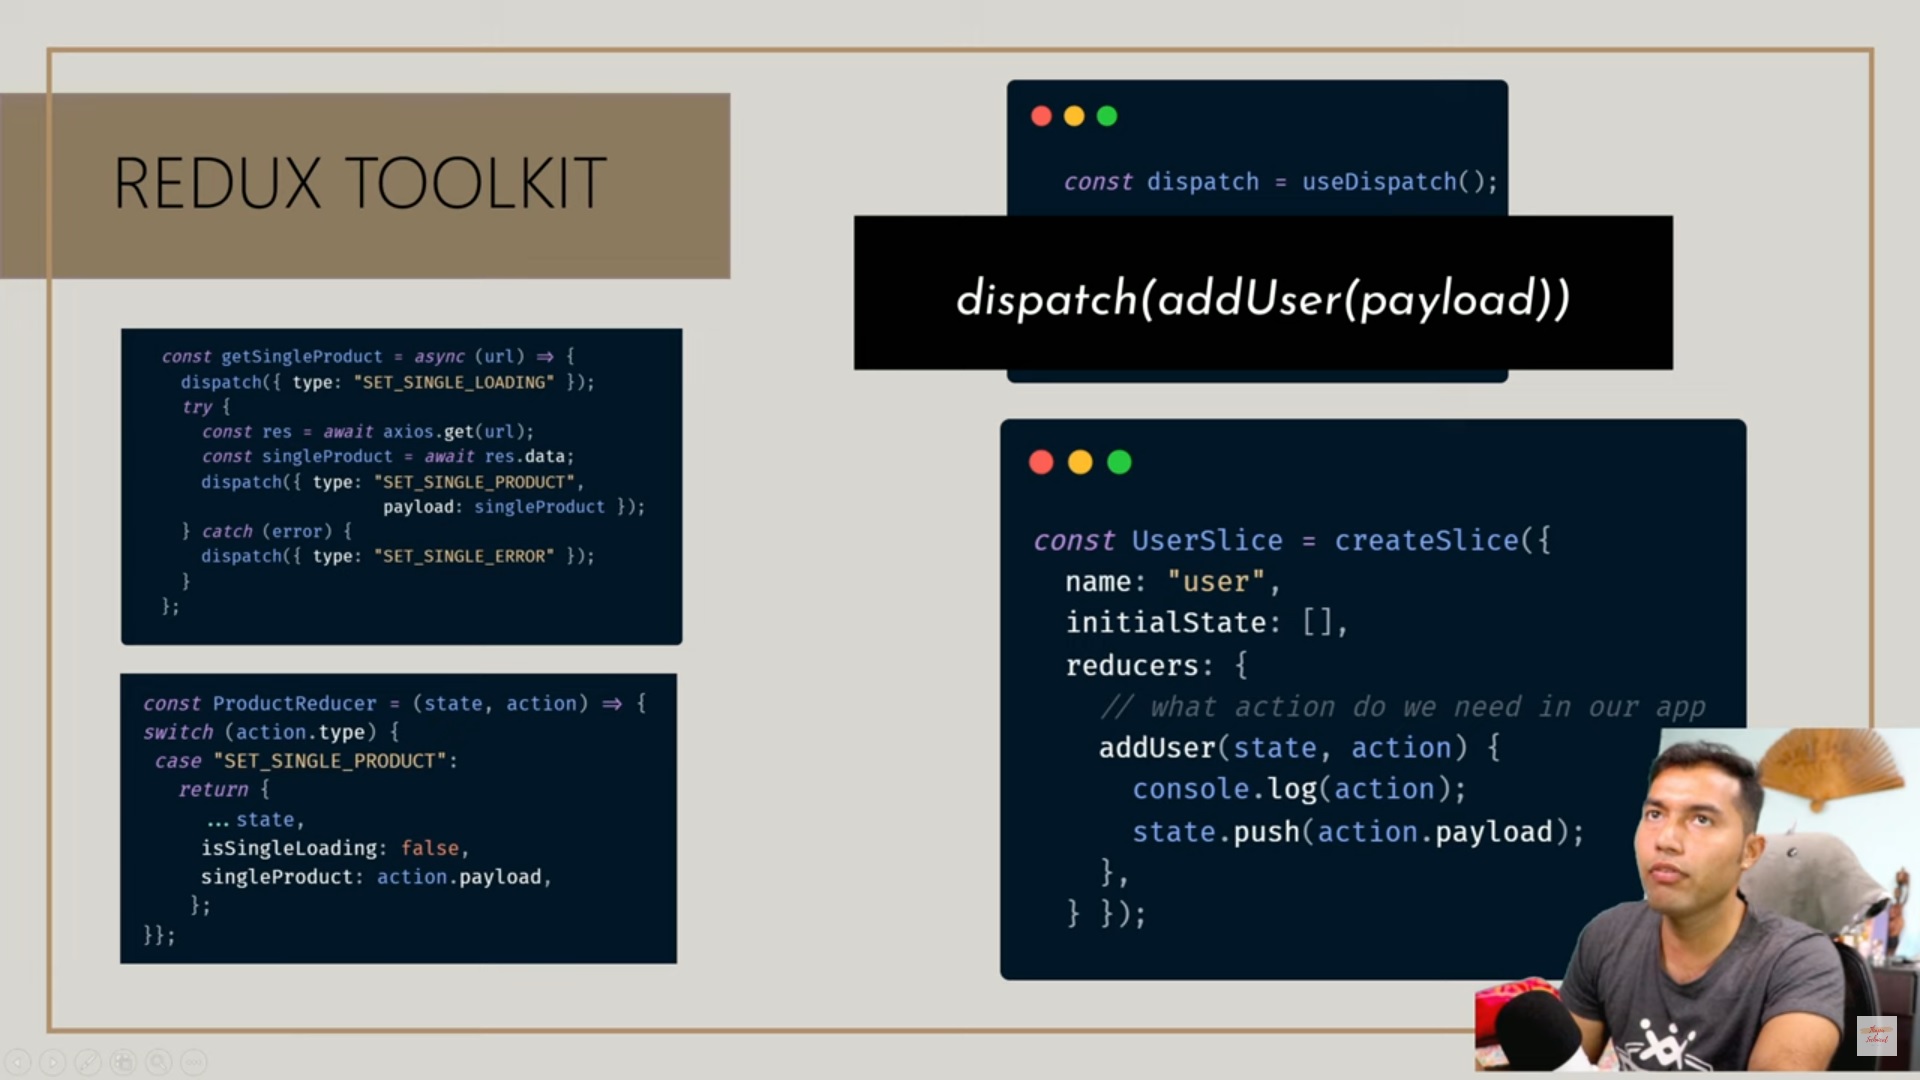 REDUX TOOLKIT
const getSingleProduct = async (url) => {
dispatch({ type: "SET_SINGLE_LOADING" });
try {
const res = await axios.get(url);
const singleProduct = await res.data;
dispatch({ type: "SET_SINGLE_PRODUCT",
payload: singleProduct });
} catch (error) {
dispatch({ type: "SET_SINGLE_ERROR" });
}
};
const ProductReducer = (state, action) => {
switch (action.type) {
case "SET_SINGLE_PRODUCT":
return {
...state,
isSingleLoading: false,
singleProduct: action.payload,
};
}};
const dispatch = useDispatch();
dispatch(addUser(payload))
const UserSlice = createSlice({
name: "user",
initialState: [],
reducers: {
// what action do we need in our app
addUser(state, action) {
console.log(action);
state.push(action.payload);
},
} });